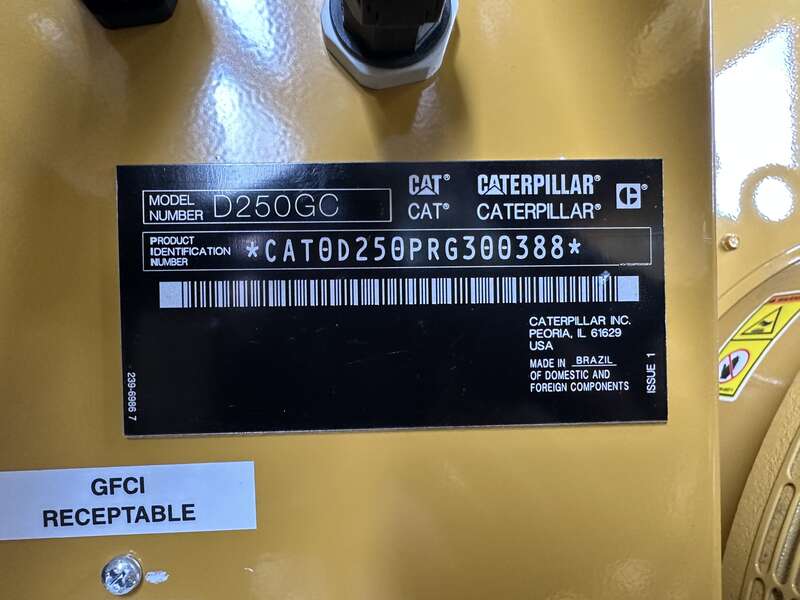 MODEL NUMBER D250GC
CAT® CATERPILLAR®
CAT® CATERPILLAR®
C®
PRODUCT IDENTIFICATION NUMBER *CAT0D250PRG300388*
CATERPILLAR INC.
PEORIA, IL 61629
USA
MADE IN BRAZIL
OF DOMESTIC AND
FOREIGN COMPONENTS
ISSUE 1
239-6986 7
GFCI
RECEPTABLE